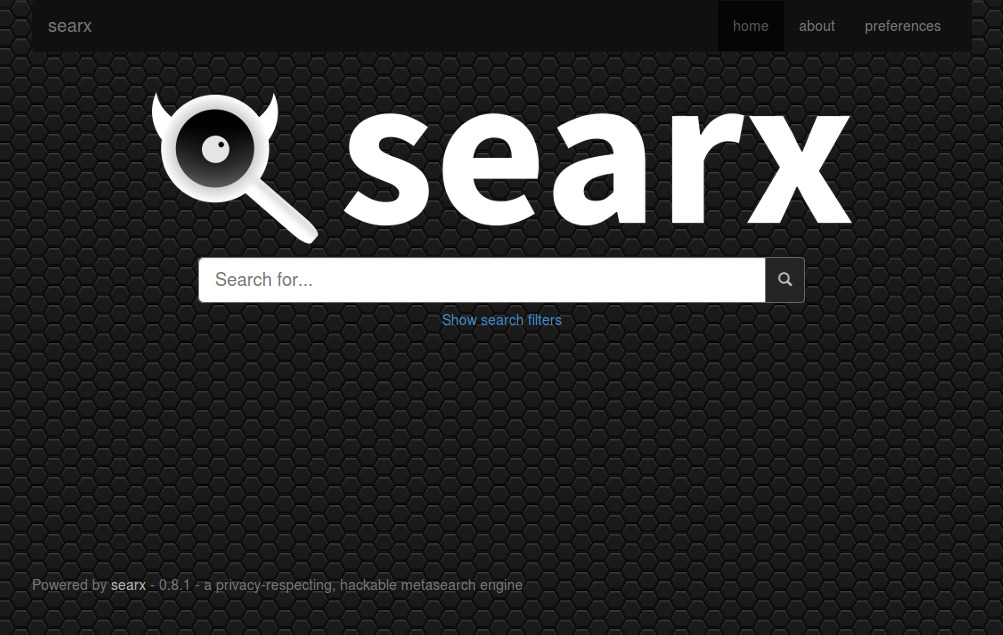 searx home about preferences
searx
Search for...
Show search filters
Powered by searx - 0.8.1 - a privacy-respecting, hackable metasearch engine